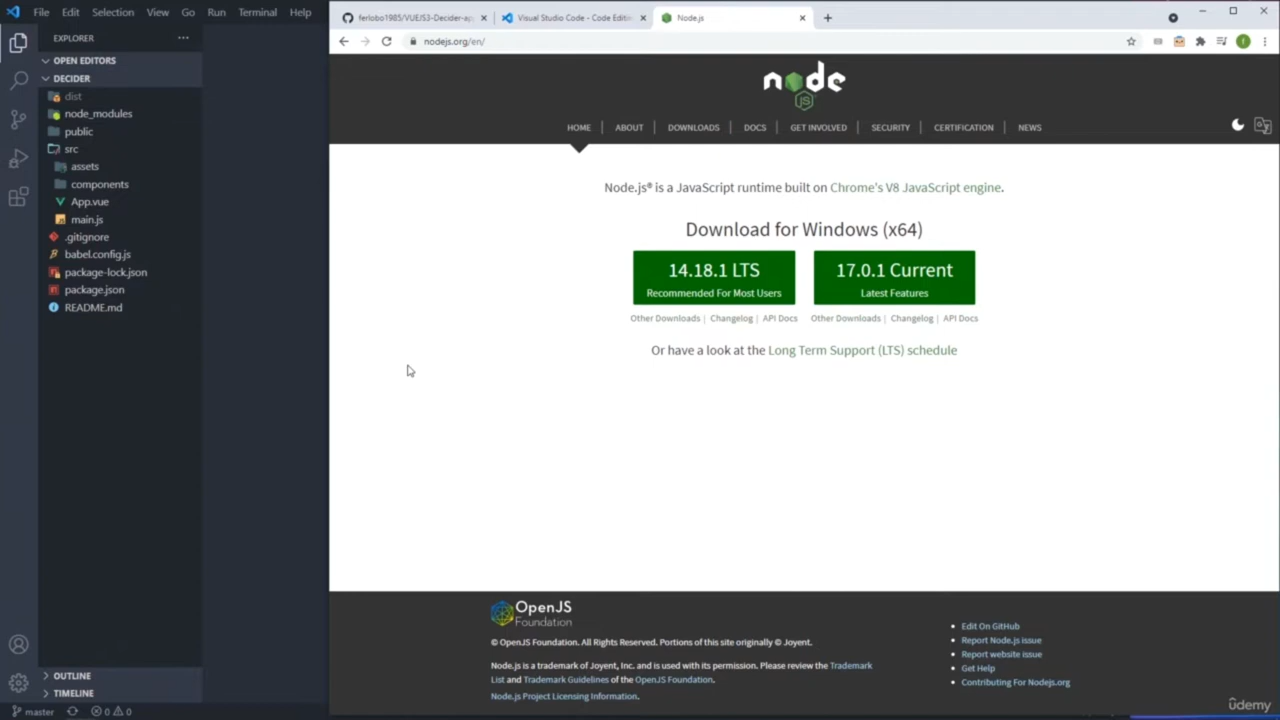 File Edit Selection View Go Run Terminal Help
EXPLORER
OPEN EDITORS
DECIDER
dist
node_modules
public
src
assets
components
App.vue
main.js
.gitignore
babel.config.js
package-lock.json
package.json
README.md
OUTLINE
TIMELINE
master 0 0
ferlobo1985/VUEJS3-Decider-ap
Visual Studio Code - Code Editin
Node.js
nodejs.org/en/
f
node
JS
HOME | ABOUT | DOWNLOADS | DOCS | GET INVOLVED | SECURITY | CERTIFICATION | NEWS
Node.js® is a JavaScript runtime built on Chrome's V8 JavaScript engine.
Download for Windows (x64)
14.18.1 LTS
Recommended For Most Users
17.0.1 Current
Latest Features
Other Downloads | Changelog | API Docs
Other Downloads | Changelog | API Docs
Or have a look at the Long Term Support (LTS) schedule
OpenJS
Foundation
© OpenJS Foundation. All Rights Reserved. Portions of this site originally © Joyent.
Node.js is a trademark of Joyent, Inc. and is used with its permission. Please review the Trademark
List and Trademark Guidelines of the OpenJS Foundation.
Node.js Project Licensing Information.
Edit On GitHub
Report Node.js issue
Report website issue
Get Help
Contributing For Nodejs.org
ûdemy